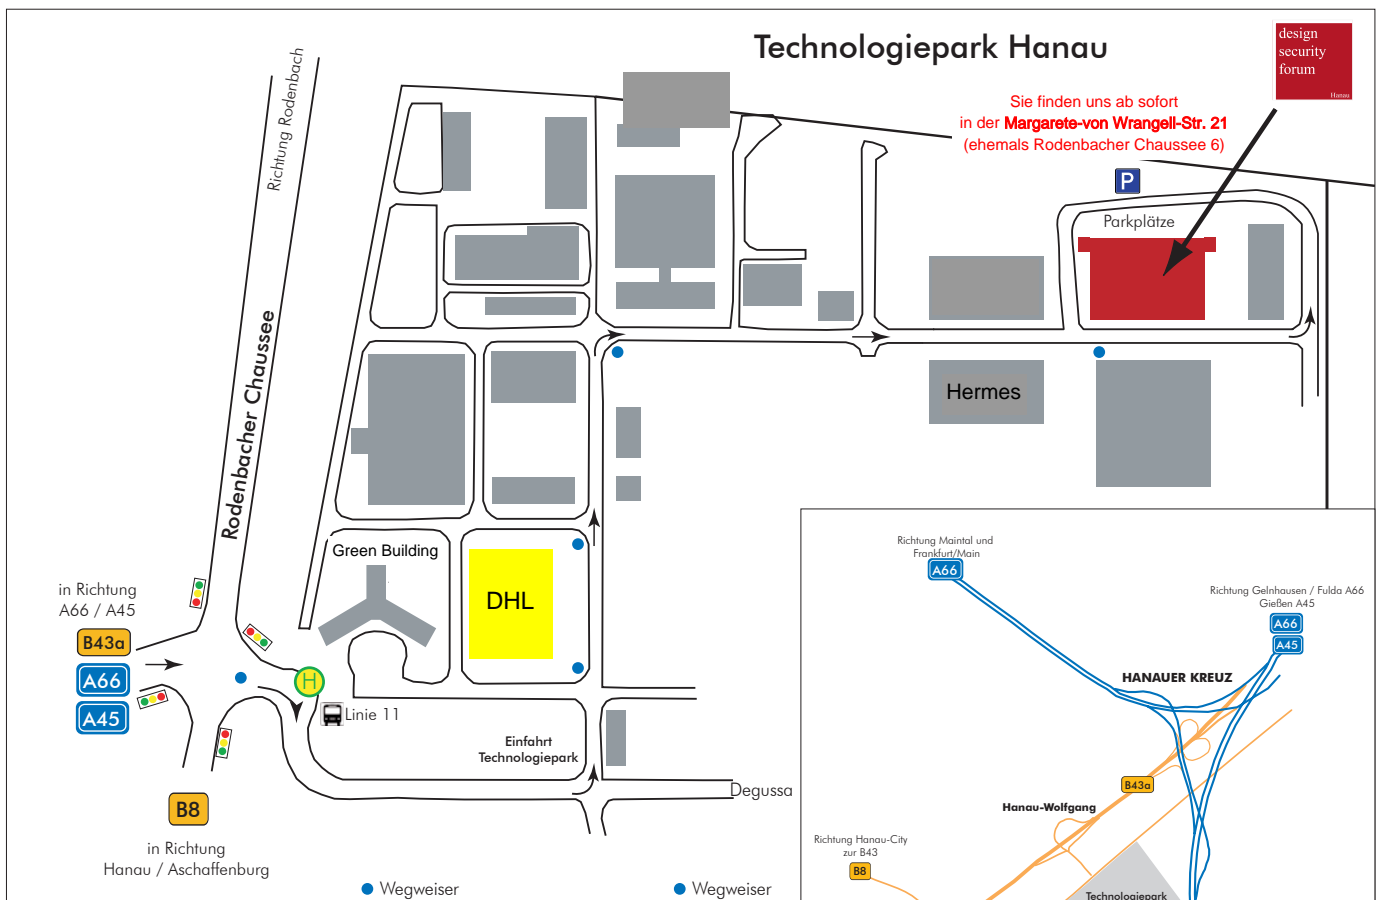 Technologiepark Hanau
design
security
forum
Hanau
Sie finden uns ab sofort
in der Margarete-von Wrangell-Str. 21
(ehemals Rodenbacher Chaussee 6)
P
Parkplätze
Richtung Rodenbach
Rodenbacher Chaussee
Hermes
Green Building
DHL
in Richtung
A66 / A45
B43a
A66
A45
H
Linie 11
Einfahrt
Technologiepark
Degussa
B8
in Richtung
Hanau / Aschaffenburg
Wegweiser
Wegweiser
Richtung Maintal und
Frankfurt/Main
A66
Richtung Gelnhausen / Fulda A66
Gießen A45
A66
A45
HANAUER KREUZ
B43a
Hanau-Wolfgang
Richtung Hanau-City
zur B43
B8
Technologiepark